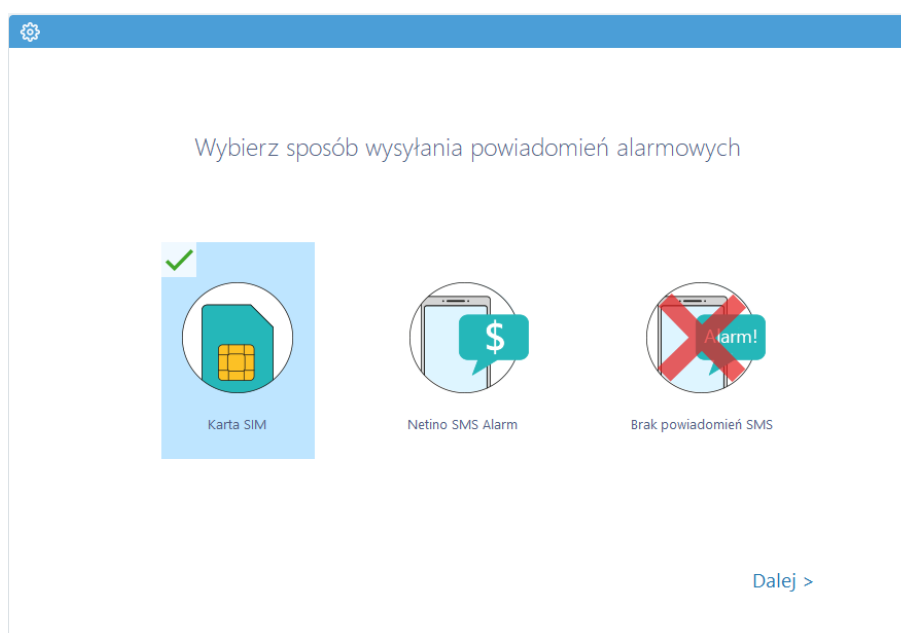 Wybierz sposób wysyłania powiadomień alarmowych
$
Alarm!
Karta SIM
Netino SMS Alarm
Brak powiadomień SMS
Dalej >